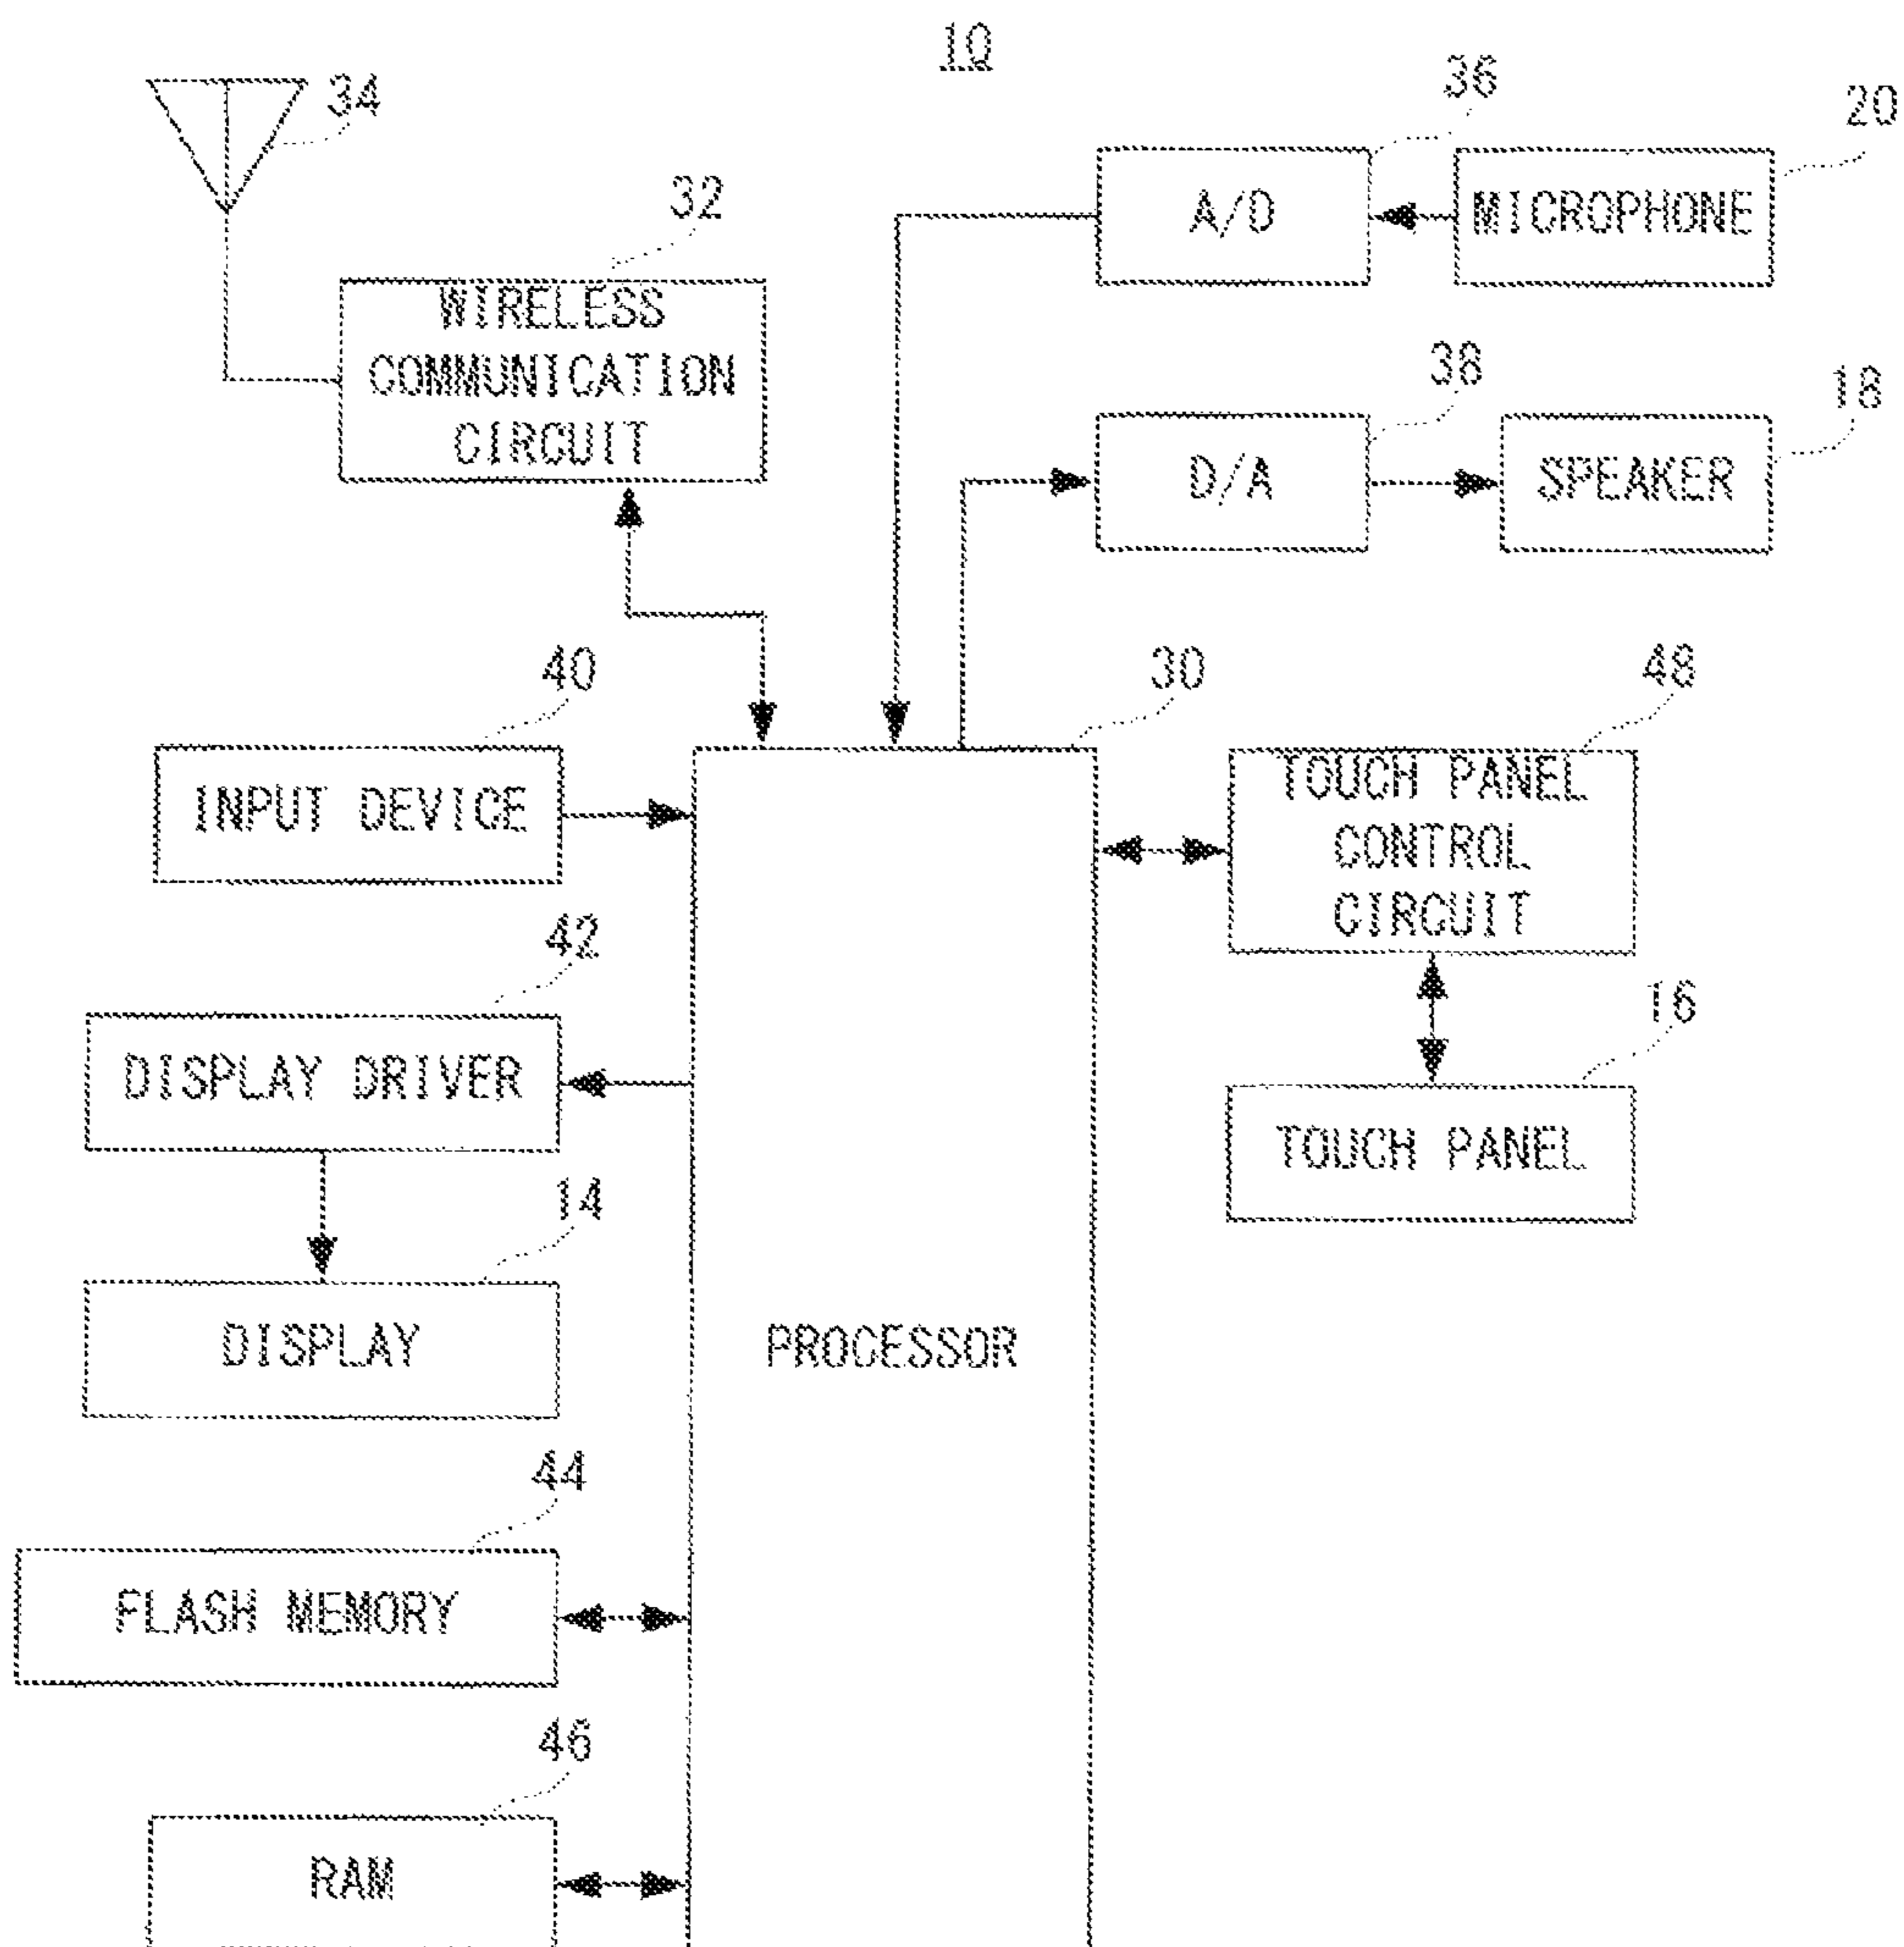 10
34
36
20
32
A/D
MICROPHONE
WIRELESS
COMMUNICATION
CIRCUIT
38
18
D/A
SPEAKER
40
30
48
INPUT DEVICE
TOUCH PANEL
CONTROL
CIRCUIT
42
16
DISPLAY DRIVER
TOUCH PANEL
14
DISPLAY
PROCESSOR
44
FLASH MEMORY
46
RAM